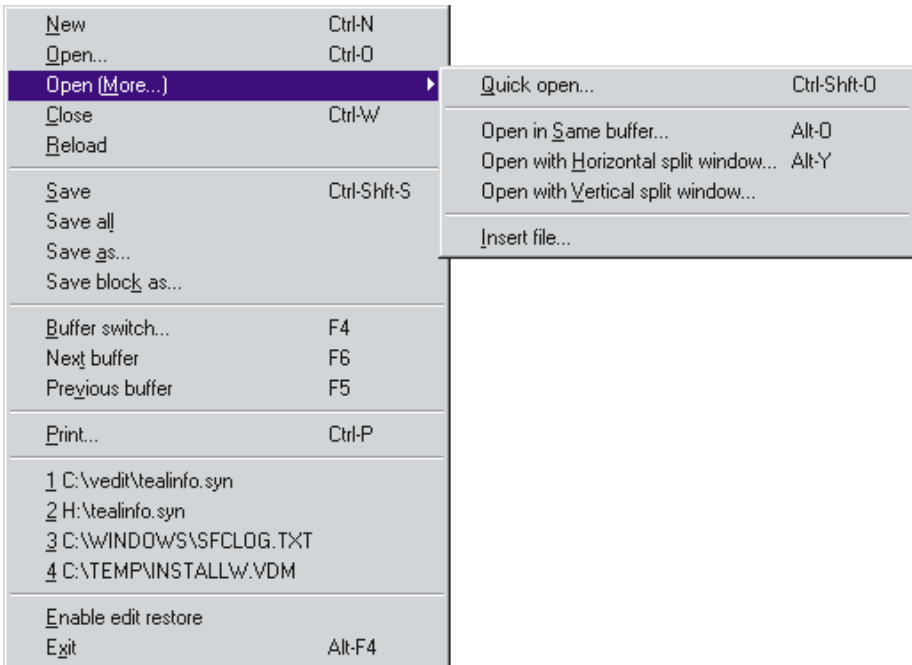 New Ctrl-N
Open... Ctrl-O
Open (More...)
Close Ctrl-W
Reload
Save Ctrl-Shft-S
Save all
Save as...
Save block as...
Buffer switch... F4
Next buffer F6
Previous buffer F5
Print... Ctrl-P
1 C:\vedit\tealinfo.syn
2 H:\tealinfo.syn
3 C:\WINDOWS\SFCLOG.TXT
4 C:\TEMP\INSTALLW.VDM
Enable edit restore
Exit Alt-F4
Quick open... Ctrl-Shft-O
Open in Same buffer... Alt-O
Open with Horizontal split window... Alt-Y
Open with Vertical split window...
Insert file...